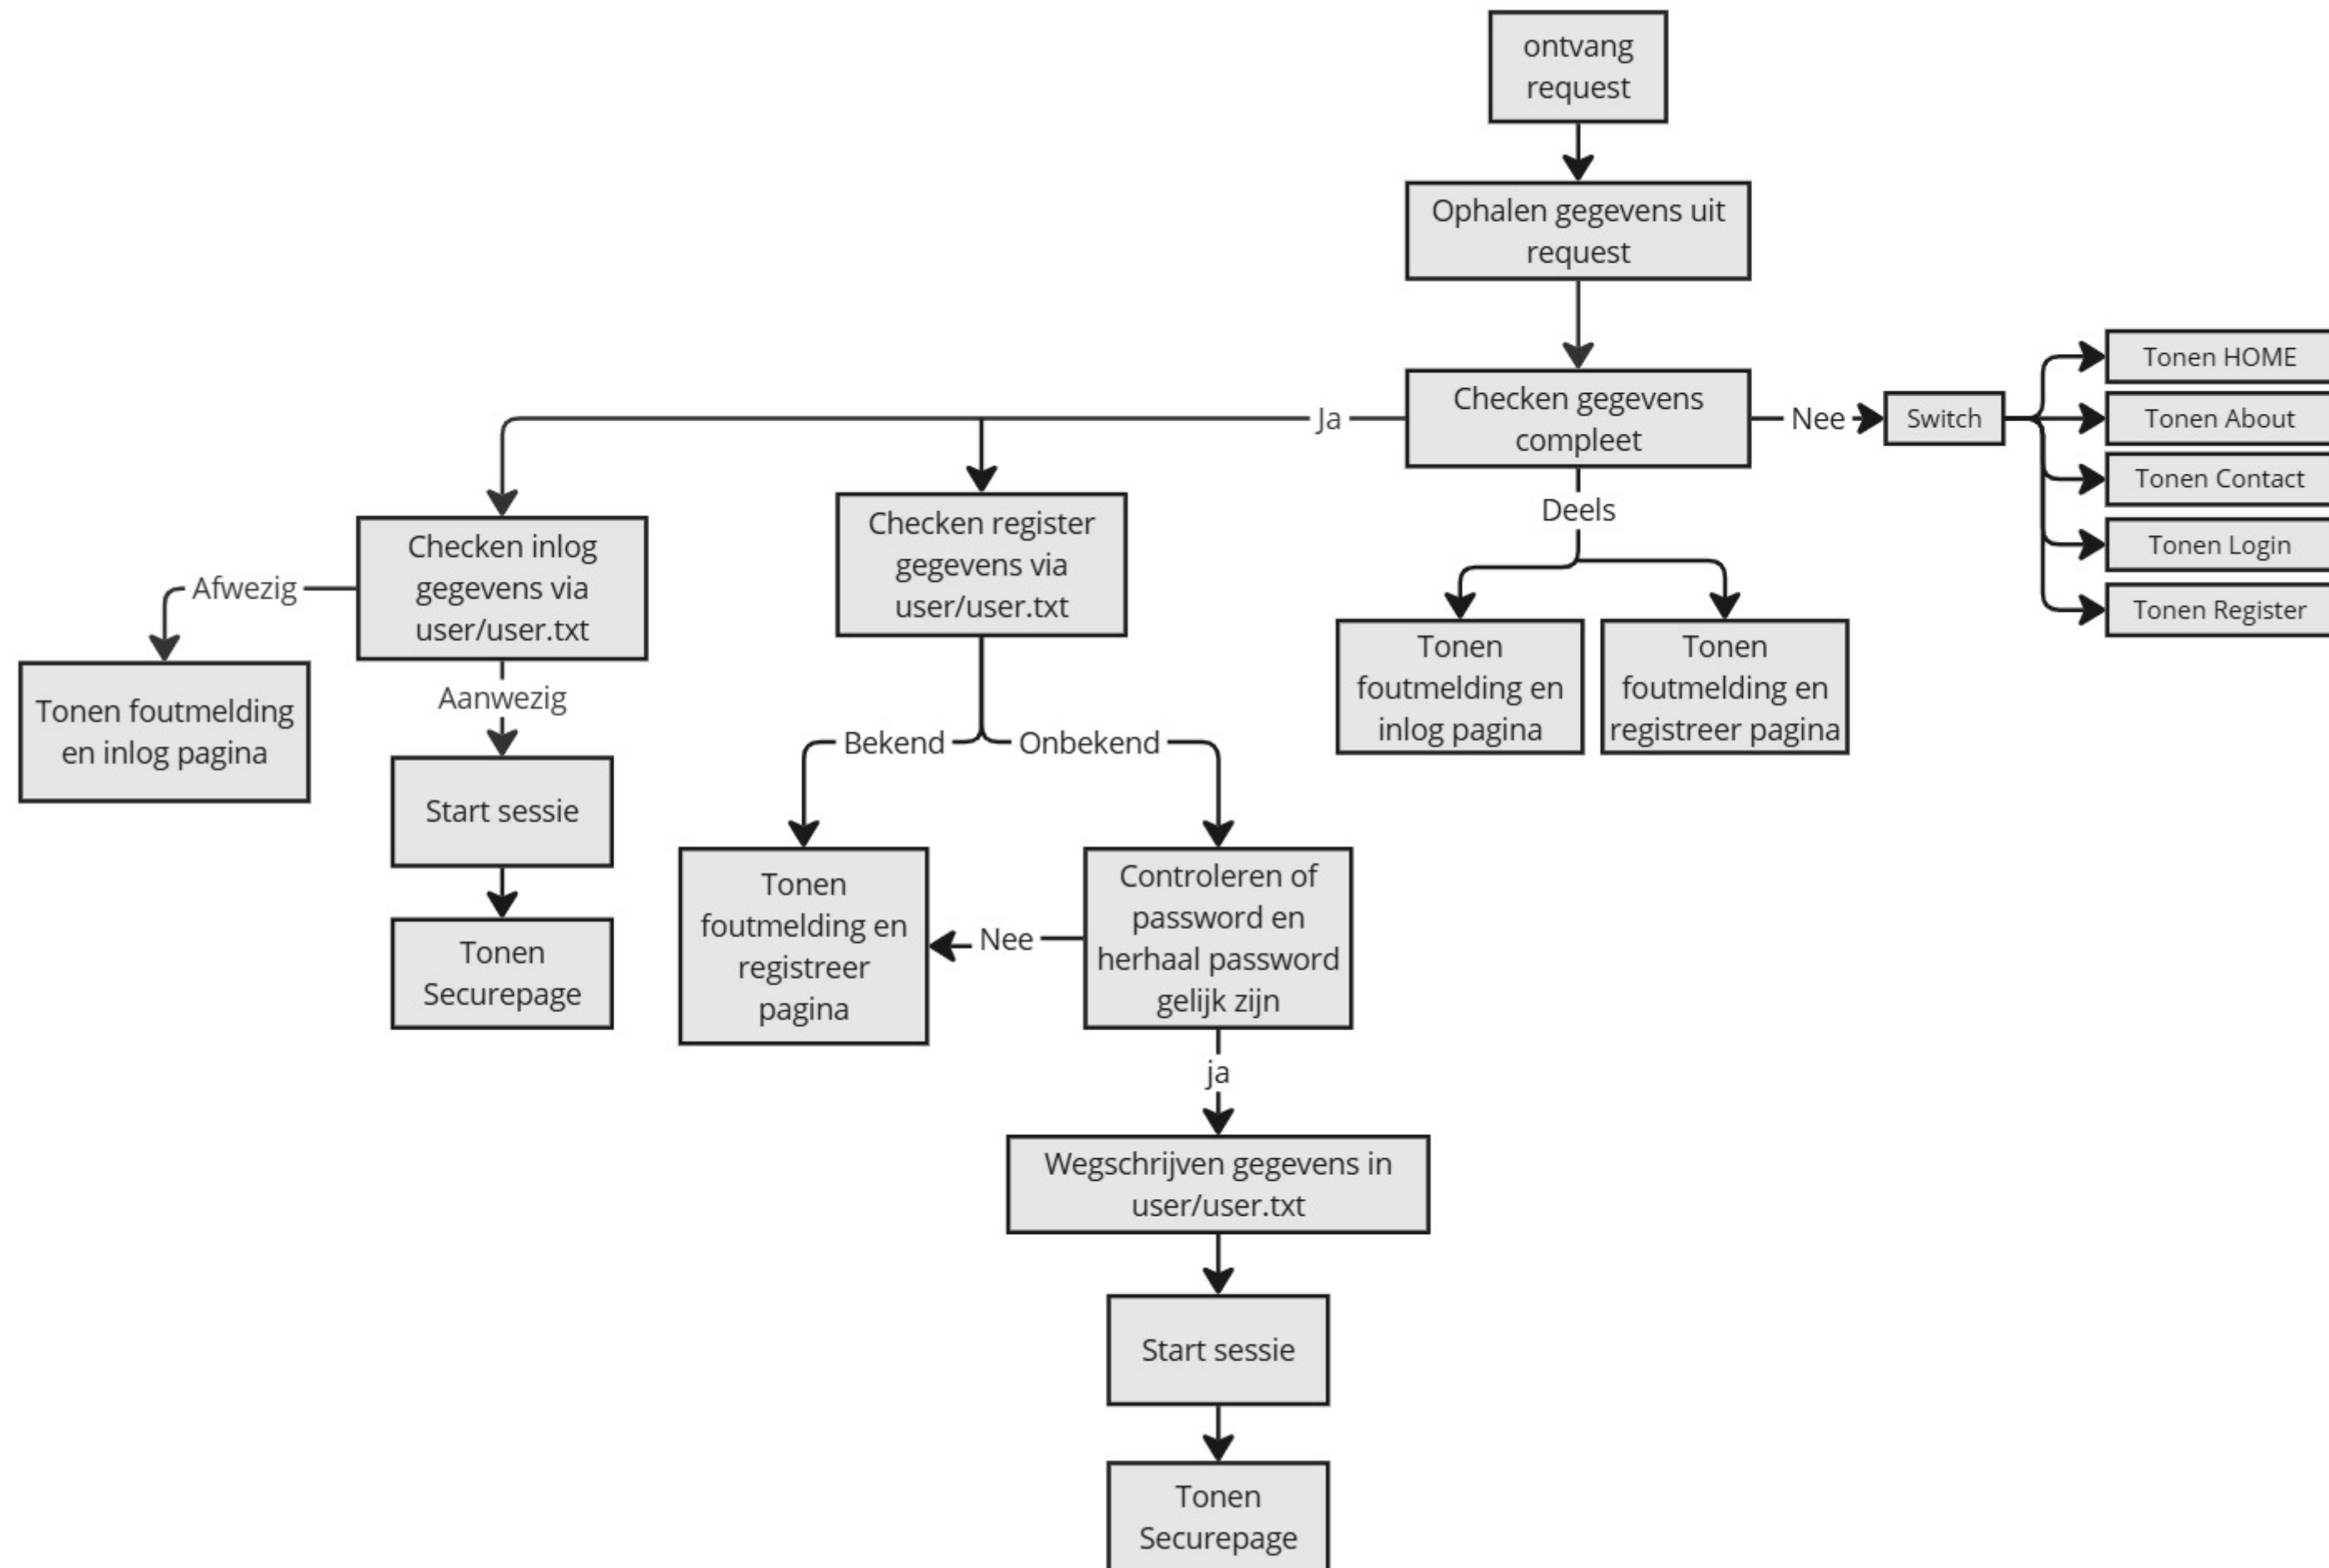 ontvang
request
Ophalen gegevens uit
request
Checken gegevens
compleet
Ja
Nee
Switch
Tonen HOME
Tonen About
Tonen Contact
Tonen Login
Tonen Register
Deels
Tonen
foutmelding en
inlog pagina
Tonen
foutmelding en
registreer pagina
Checken inlog
gegevens via
user/user.txt
Afwezig
Tonen foutmelding
en inlog pagina
Aanwezig
Start sessie
Tonen
Securepage
Checken register
gegevens via
user/user.txt
Bekend
Onbekend
Tonen
foutmelding en
registreer
pagina
Nee
Controleren of
password en
herhaal password
gelijk zijn
ja
Wegschrijven gegevens in
user/user.txt
Start sessie
Tonen
Securepage